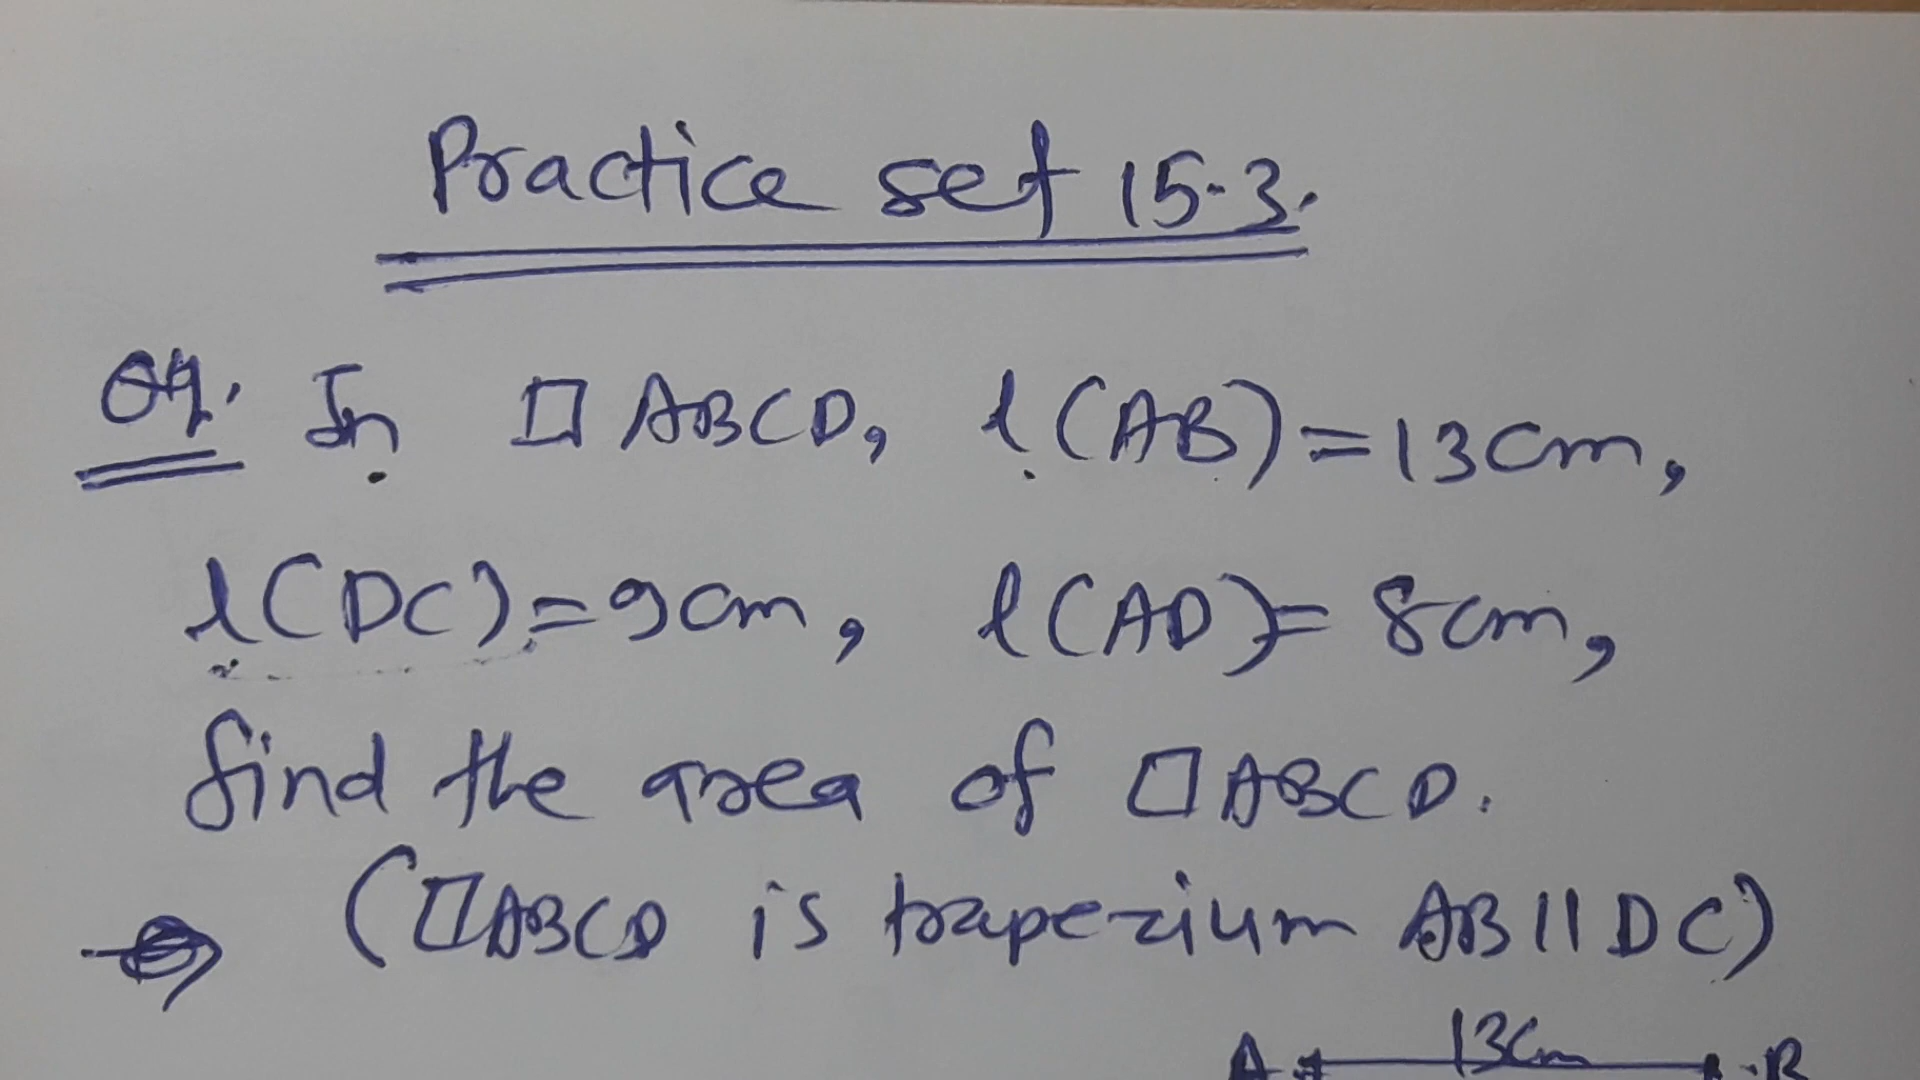 Practice set 15.3.
Q1. In □ ABCD, l(AB)=13cm,
l(DC)=9cm, l(AD)=8cm,
find the area of □ABCD.
(□ABCD is trapezium AB||DC)
A 13cm B